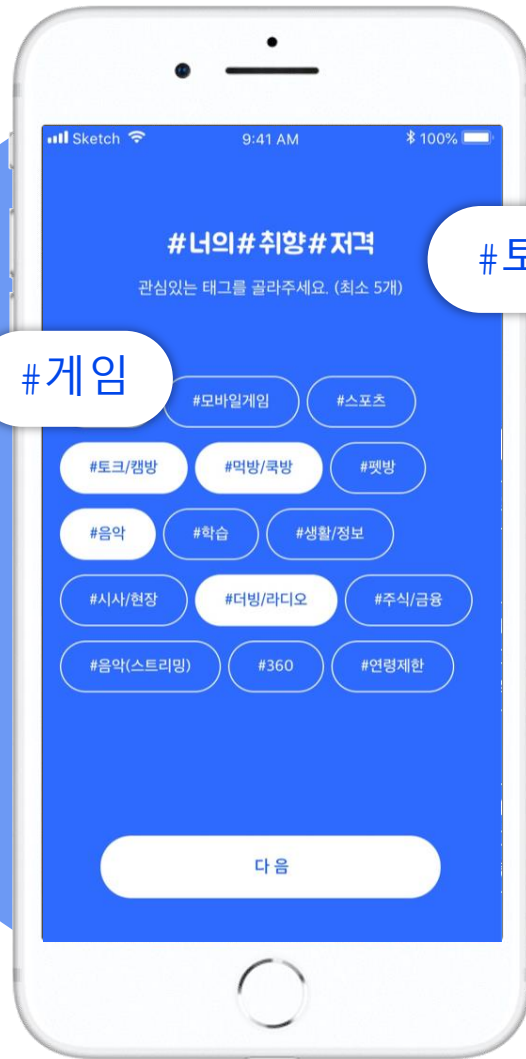 Sketch 9:41 AM 100%
#너의#취향#저격
#토
관심있는 태그를 골라주세요. (최소 5개)
#게임
#모바일게임 #스포츠
#토크/캠방 #먹방/쿡방 #펫방
#음악 #학습 #생활/정보
#시사/현장 #더빙/라디오 #주식/금융
#음악(스트리밍) #360 #연령제한
다음